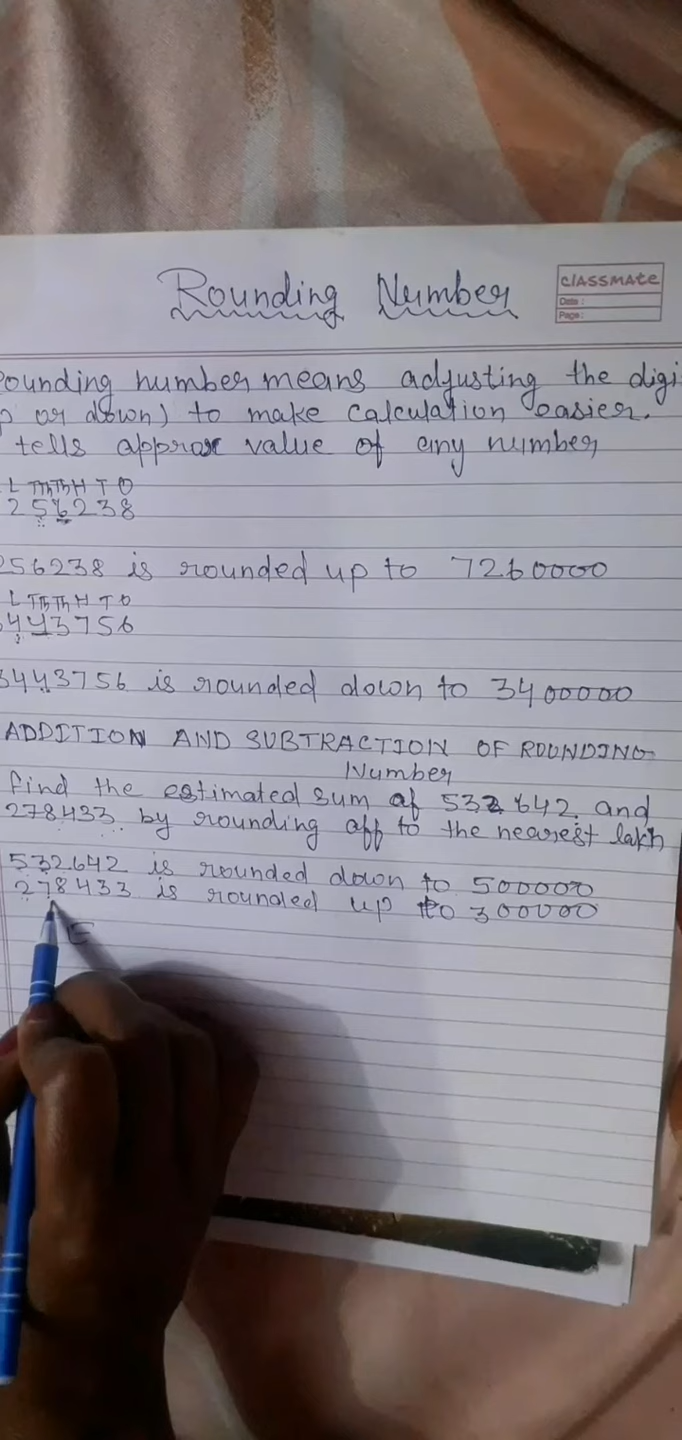 Rounding Number
CLASSMATE
Date :
Page :
ounding number means adjusting the digi
p or down) to make calculation easier.
tells approx value of any number
L TTh Th H T O
256238
256238 is rounded up to 7260000
L TTh Th H T O
443756
3443756 is rounded down to 3400000
ADDITION AND SUBTRACTION OF ROUNDING
Number
find the estimated sum of 532642 and
278433 by rounding off to the nearest lakh
532642 is rounded down to 500000
278433 is rounded up to 300000
E